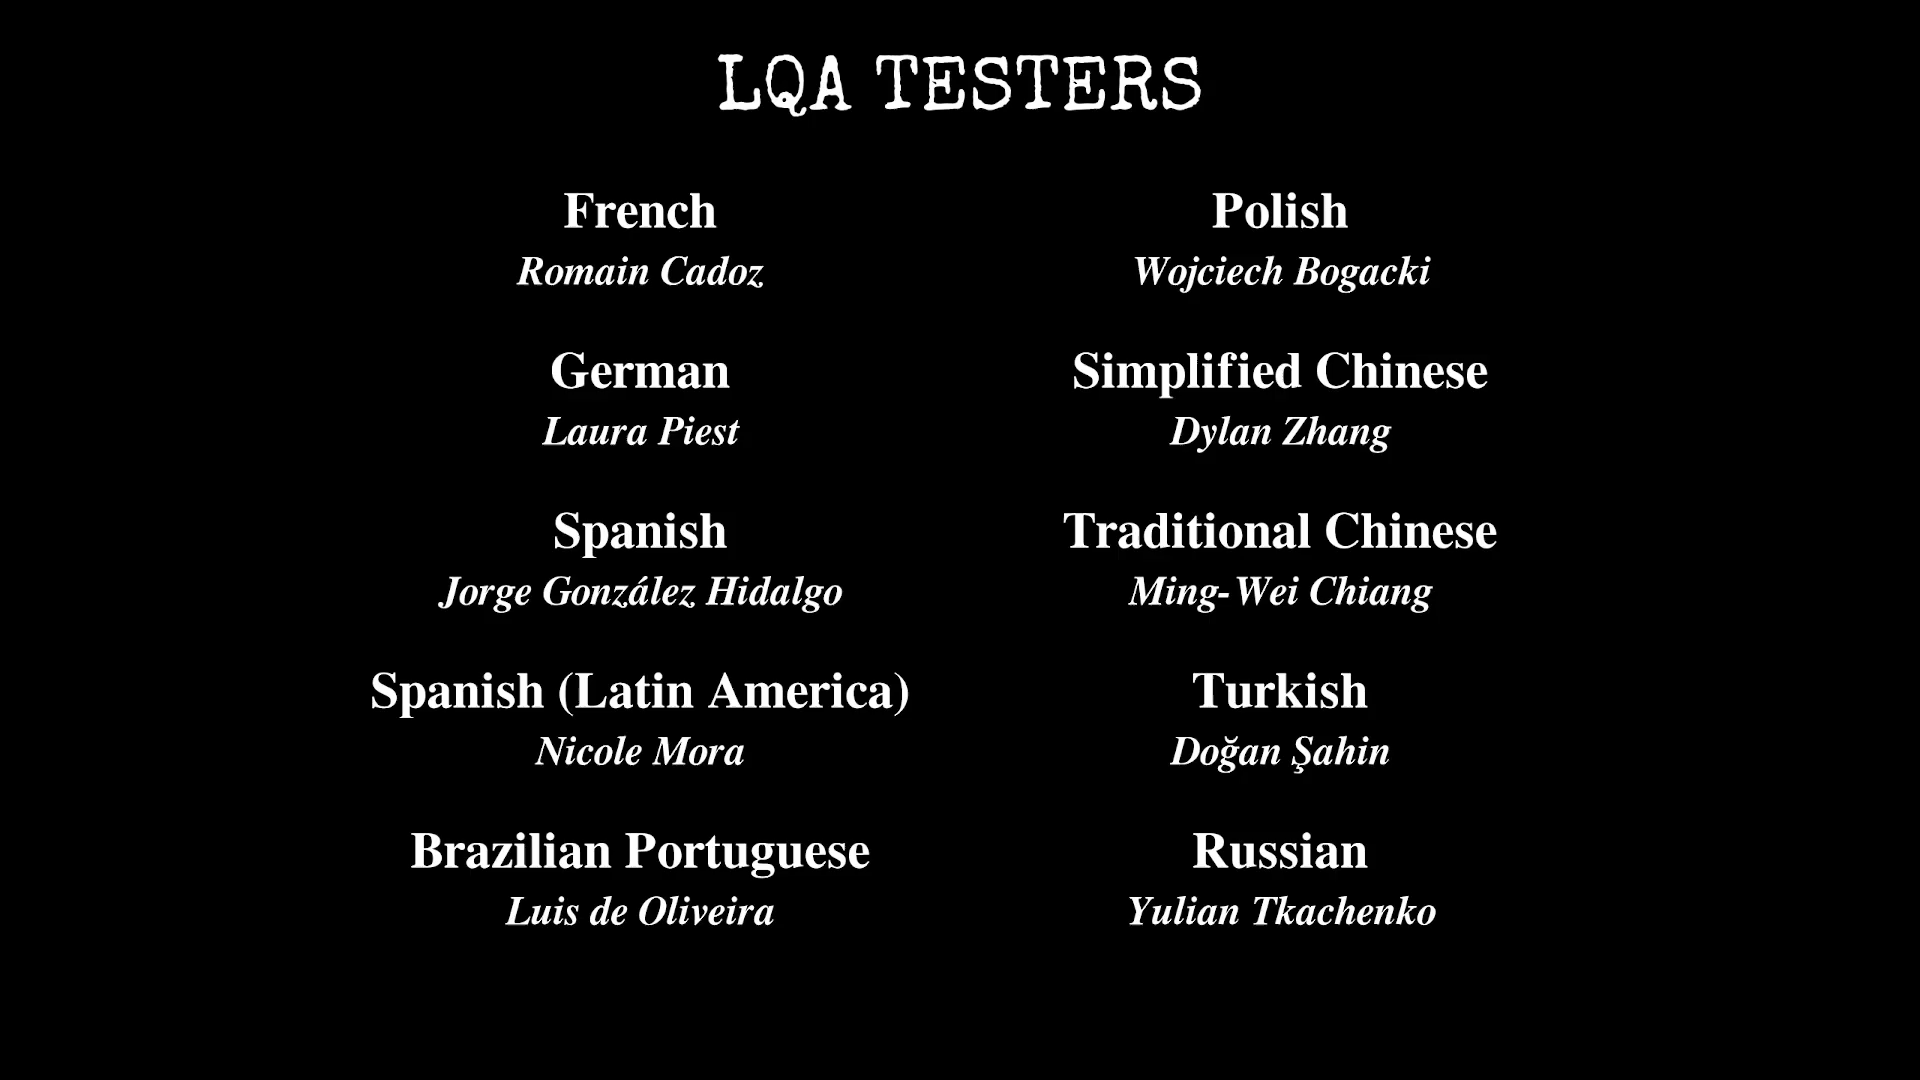 LQA TESTERS
French
Romain Cadoz
German
Laura Piest
Spanish
Jorge González Hidalgo
Spanish (Latin America)
Nicole Mora
Brazilian Portuguese
Luis de Oliveira
Polish
Wojciech Bogacki
Simplified Chinese
Dylan Zhang
Traditional Chinese
Ming-Wei Chiang
Turkish
Doğan Şahin
Russian
Yulian Tkachenko